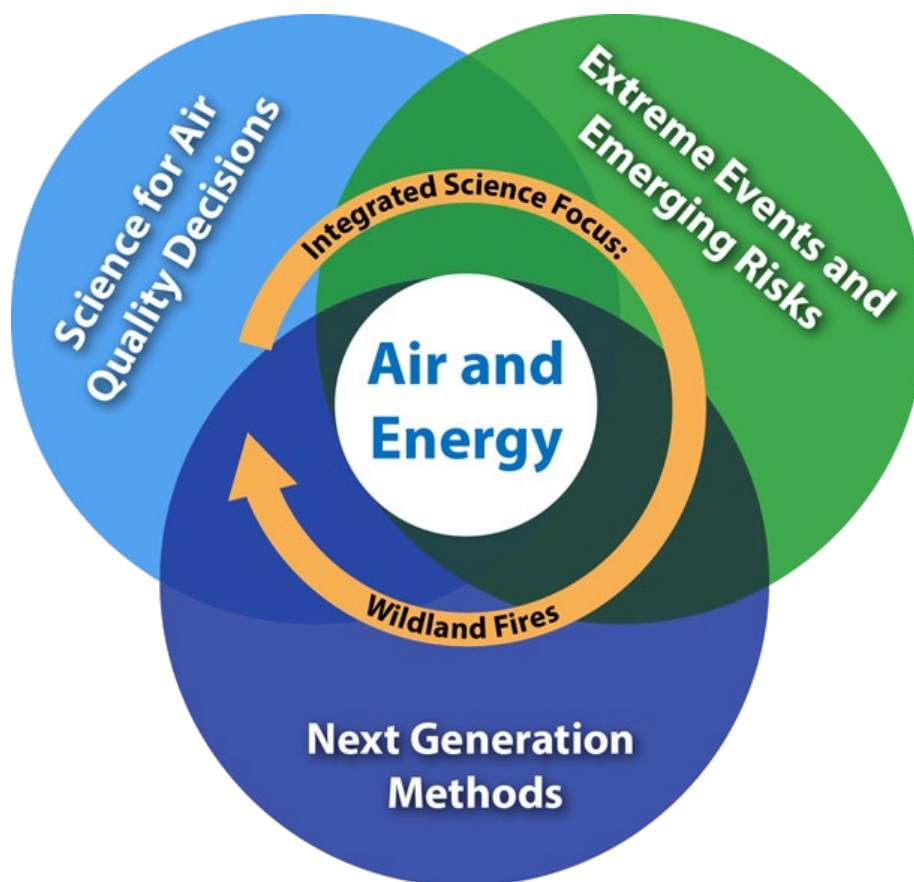 Science for Air
Quality Decisions
Extreme Events and
Emerging Risks
Integrated Science Focus:
Air and
Energy
Wildland Fires
Next Generation
Methods